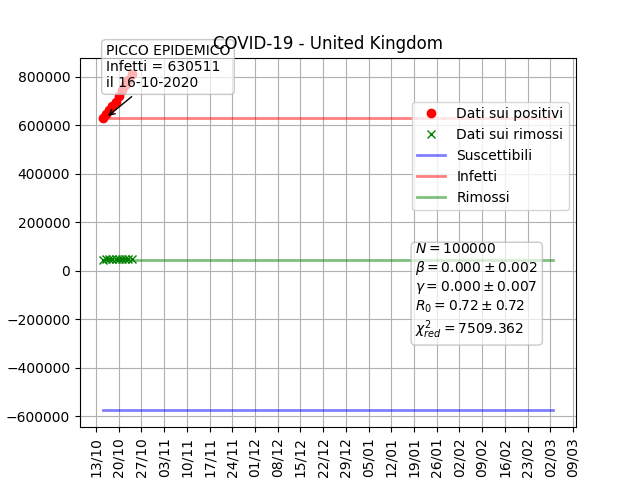 COVID-19 - United Kingdom
PICCO EPIDEMICO
Infetti = 630511
il 16-10-2020
800000
600000
400000
200000
0
−200000
−400000
−600000
Dati sui positivi
Dati sui rimossi
Suscettibili
Infetti
Rimossi
N = 100000
β = 0.000 ± 0.002
γ = 0.000 ± 0.007
R₀ = 0.72 ± 0.72
χ²red = 7509.362
13/10 20/10 27/10 03/11 10/11 17/11 24/11 01/12 08/12 15/12 22/12 29/12 05/01 12/01 19/01 26/01 02/02 09/02 16/02 23/02 02/03 09/03